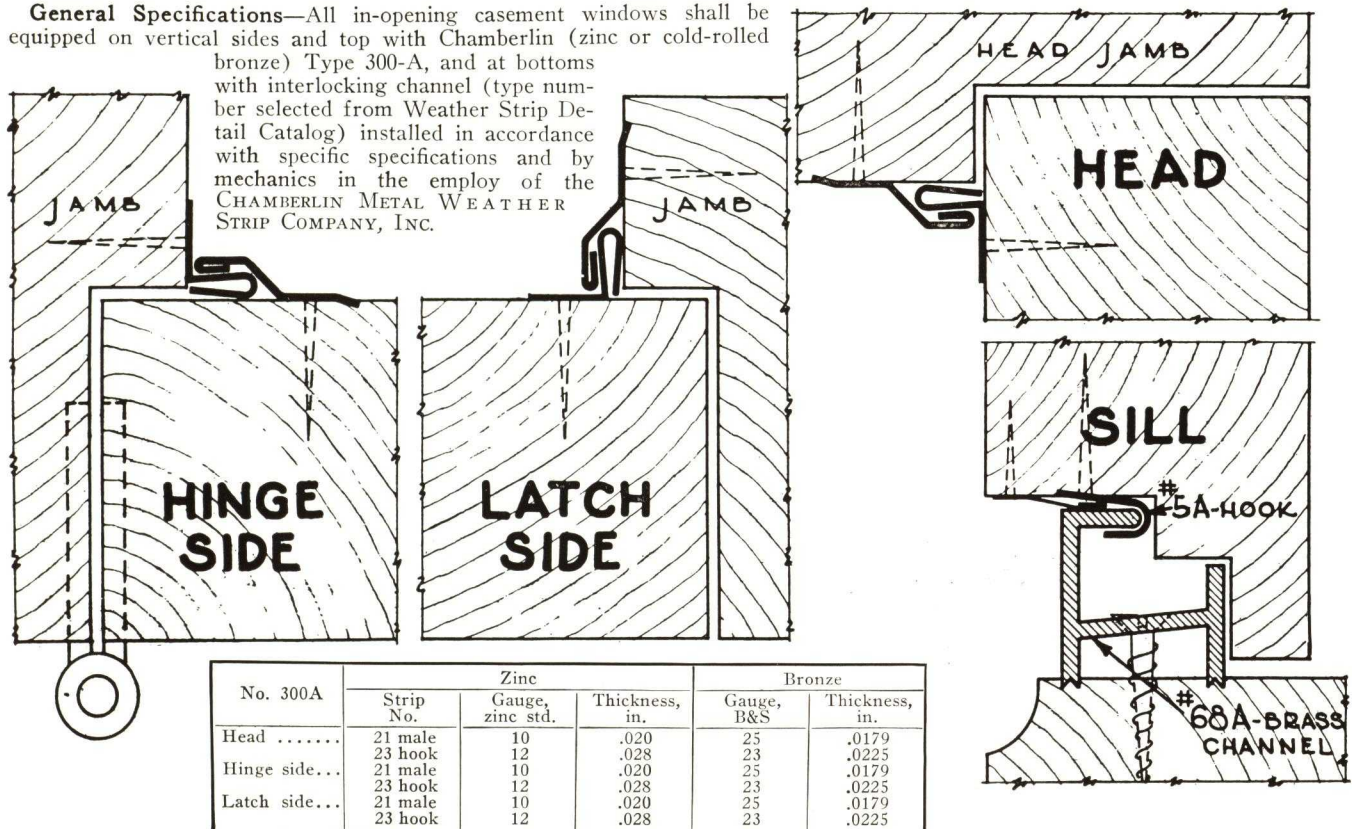 General Specifications—All in-opening casement windows shall be
equipped on vertical sides and top with Chamberlin (zinc or cold-rolled
bronze) Type 300-A, and at bottoms
with interlocking channel (type num-
ber selected from Weather Strip De-
tail Catalog) installed in accordance
with specific specifications and by
mechanics in the employ of the
CHAMBERLIN METAL WEATHER
STRIP COMPANY, INC.
JAMB
JAMB
HEAD JAMB
HEAD
HINGE
SIDE
LATCH
SIDE
SILL
#5A-HOOK
#68A-BRASS
CHANNEL
No. 300A Zinc Bronze
Strip No. Gauge, zinc std. Thickness, in. Gauge, B&S Thickness, in.
Head ....... 21 male 10 .020 25 .0179
23 hook 12 .028 23 .0225
Hinge side... 21 male 10 .020 25 .0179
23 hook 12 .028 23 .0225
Latch side... 21 male 10 .020 25 .0179
23 hook 12 .028 23 .0225